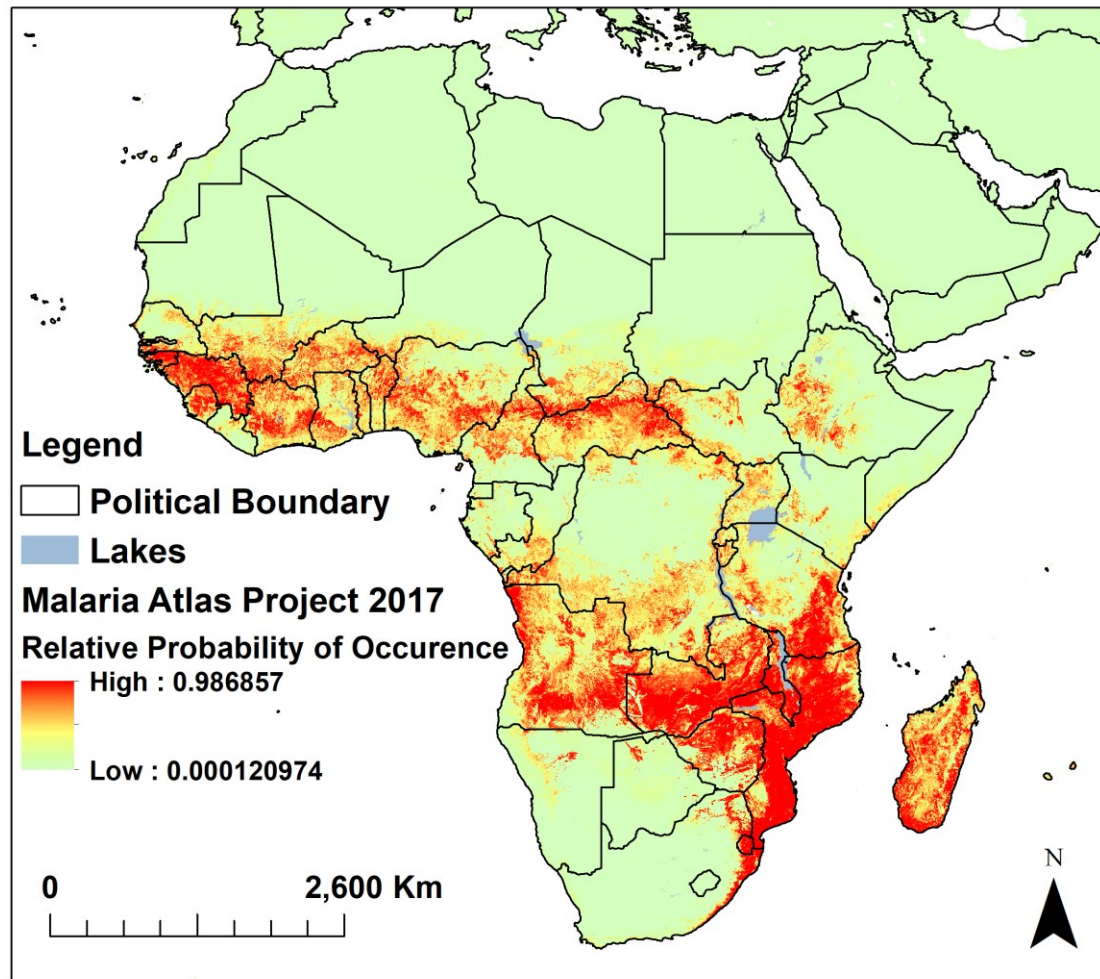 Legend
Political Boundary
Lakes
Malaria Atlas Project 2017
Relative Probability of Occurence
High : 0.986857
Low : 0.000120974
0 2,600 Km
N